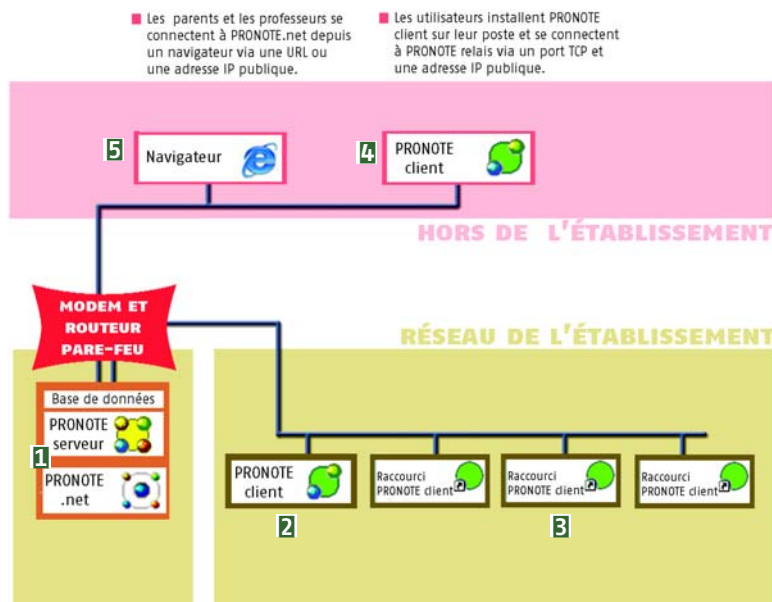 Les parents et les professeurs se
connectent à PRONOTE.net depuis
un navigateur via une URL ou
une adresse IP publique.
Les utilisateurs installent PRONOTE
client sur leur poste et se connectent
à PRONOTE relais via un port TCP et
une adresse IP publique.
5
Navigateur
4
PRONOTE
client
HORS DE L'ÉTABLISSEMENT
MODEM ET
ROUTEUR
PARE-FEU
RÉSEAU DE L'ÉTABLISSEMENT
Base de données
PRONOTE
serveur
1
PRONOTE
.net
PRONOTE
client
2
Raccourci
PRONOTE client
Raccourci
PRONOTE client
3
Raccourci
PRONOTE client